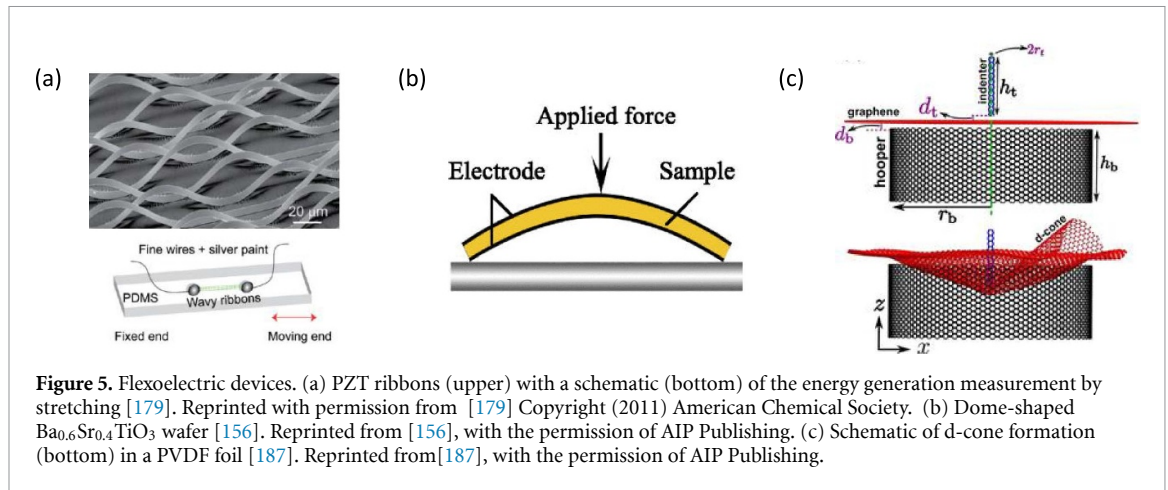 (a)
20 μm
Fine wires + silver paint
PDMS
Wavy ribbons
Fixed end
Moving end
(b)
Applied force
Electrode
Sample
(c)
2rₜ
indenter
hₜ
graphene
dₜ
d_b
hooper
h_b
r_b
d-cone
z
x
Figure 5. Flexoelectric devices. (a) PZT ribbons (upper) with a schematic (bottom) of the energy generation measurement by
stretching [179]. Reprinted with permission from [179] Copyright (2011) American Chemical Society. (b) Dome-shaped
Ba₀.₆Sr₀.₄TiO₃ wafer [156]. Reprinted from [156], with the permission of AIP Publishing. (c) Schematic of d-cone formation
(bottom) in a PVDF foil [187]. Reprinted from[187], with the permission of AIP Publishing.